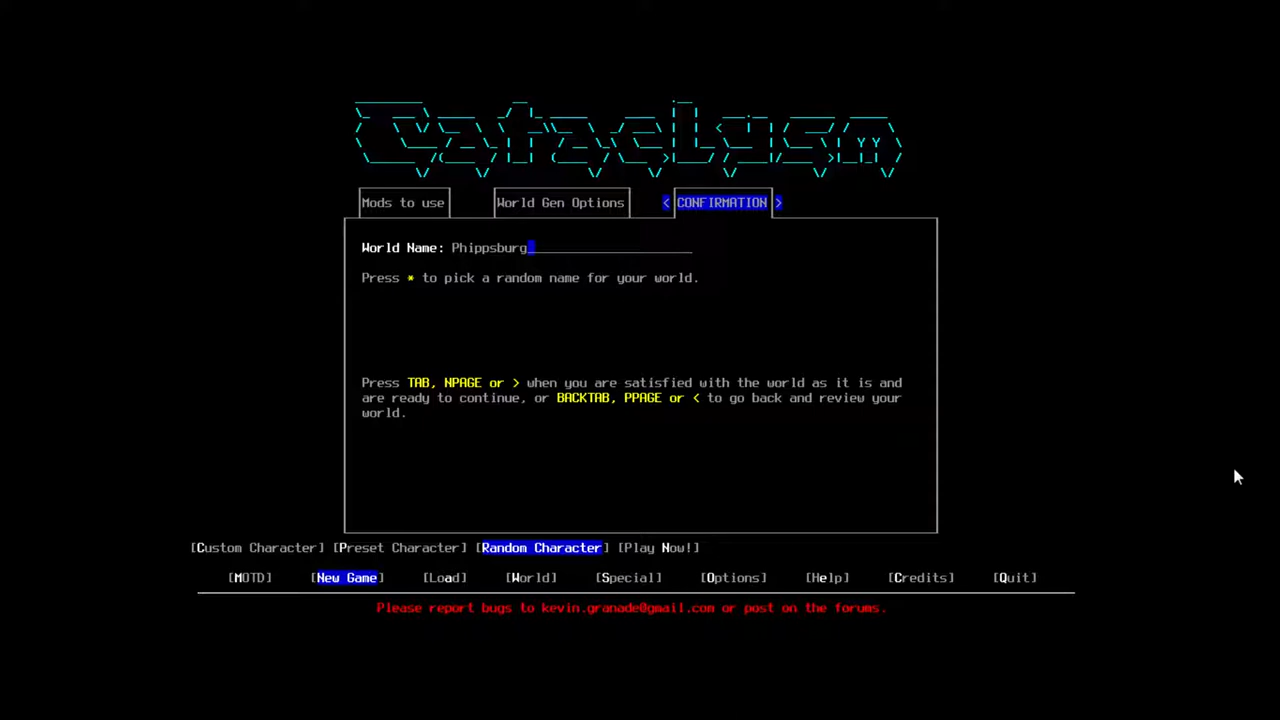 Cataclysm
Mods to use World Gen Options < CONFIRMATION >
World Name: Phippsburg
Press * to pick a random name for your world.
Press TAB, NPAGE or > when you are satisfied with the world as it is and
are ready to continue, or BACKTAB, PPAGE or < to go back and review your
world.
[Custom Character] [Preset Character] [Random Character] [Play Now!]
[MOTD] [New Game] [Load] [World] [Special] [Options] [Help] [Credits] [Quit]
Please report bugs to kevin.granade@gmail.com or post on the forums.